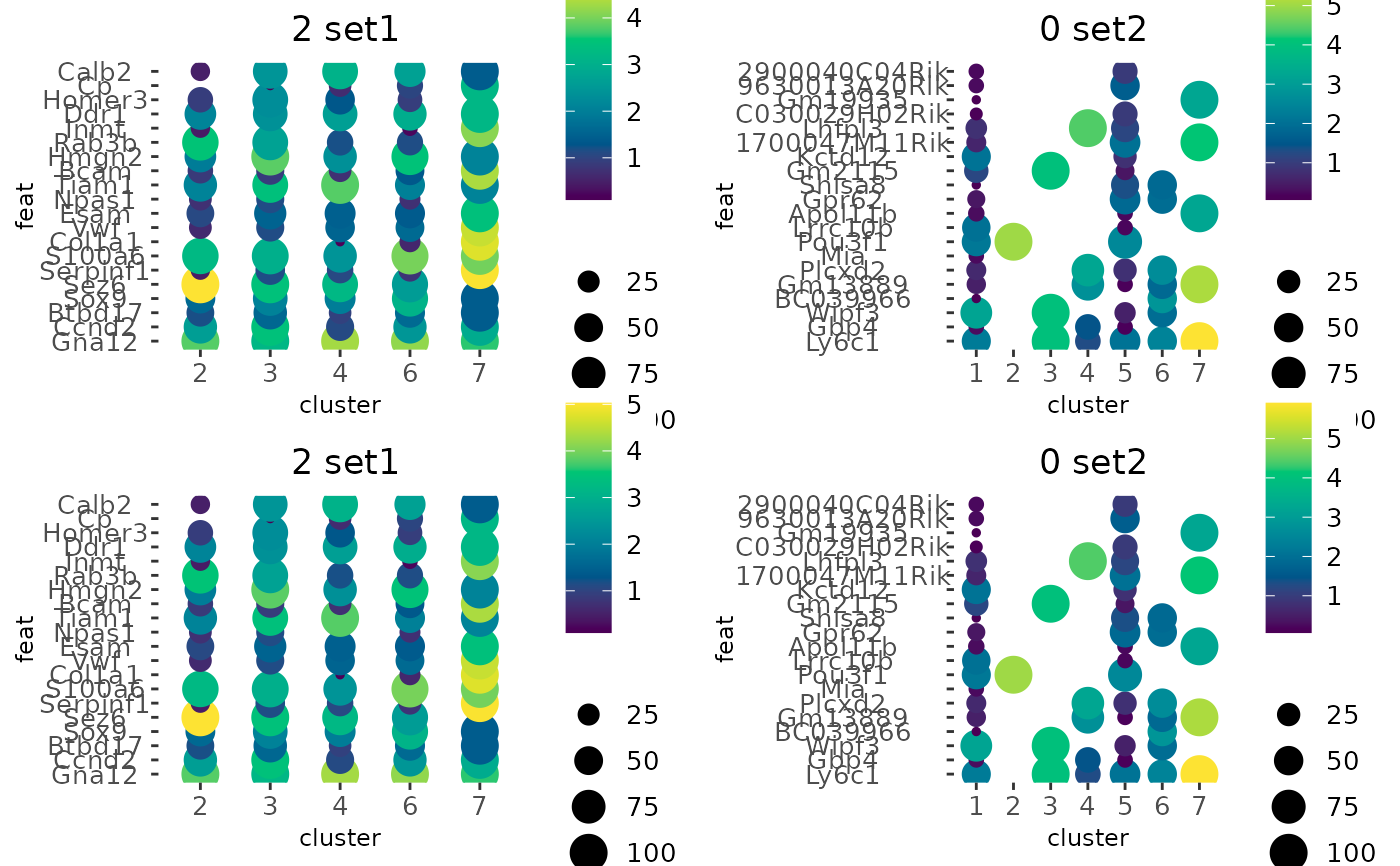 2 set1
Calb2
Cp
Homer3
Ddr1
Inmt
Rab3b
Hmgn2
Bcam
Tiam1
Npas1
Esam
Vwf
Col1a1
S100a6
Serpinf1
Sez6
Sox9
Btbd17
Ccnd2
Gna12
feat
2 3 4 6 7
cluster
4
3
2
1
25
50
75
0 set2
2900040C04Rik
9630013A20Rik
Gm19935
C030029H02Rik
Lhfpl3
1700047M11Rik
Kctd12
Gm2115
Shisa8
Gpr62
Apol11b
Lrrc10b
Pou3f1
Mia
Plcxd2
Gm13889
BC039966
Wipf3
Gbp4
Ly6c1
feat
1 2 3 4 5 6 7
cluster
5
4
3
2
1
25
50
75
2 set1
Calb2
Cp
Homer3
Ddr1
Inmt
Rab3b
Hmgn2
Bcam
Tiam1
Npas1
Esam
Vwf
Col1a1
S100a6
Serpinf1
Sez6
Sox9
Btbd17
Ccnd2
Gna12
feat
2 3 4 6 7
cluster
5
4
3
2
1
25
50
75
100
0 set2
2900040C04Rik
9630013A20Rik
Gm19935
C030029H02Rik
Lhfpl3
1700047M11Rik
Kctd12
Gm2115
Shisa8
Gpr62
Apol11b
Lrrc10b
Pou3f1
Mia
Plcxd2
Gm13889
BC039966
Wipf3
Gbp4
Ly6c1
feat
1 2 3 4 5 6 7
cluster
5
4
3
2
1
25
50
75
100